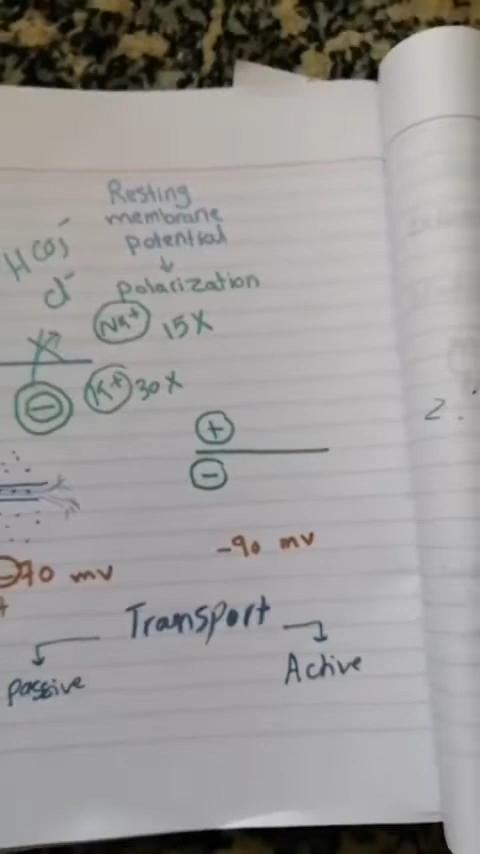 Resting
membrane
potential
HCO3-
Cl-
polarization
Na+ 15X
K+ 30X
-
+
-
2.
-90 mv
-70 mv
Transport
passive
Active